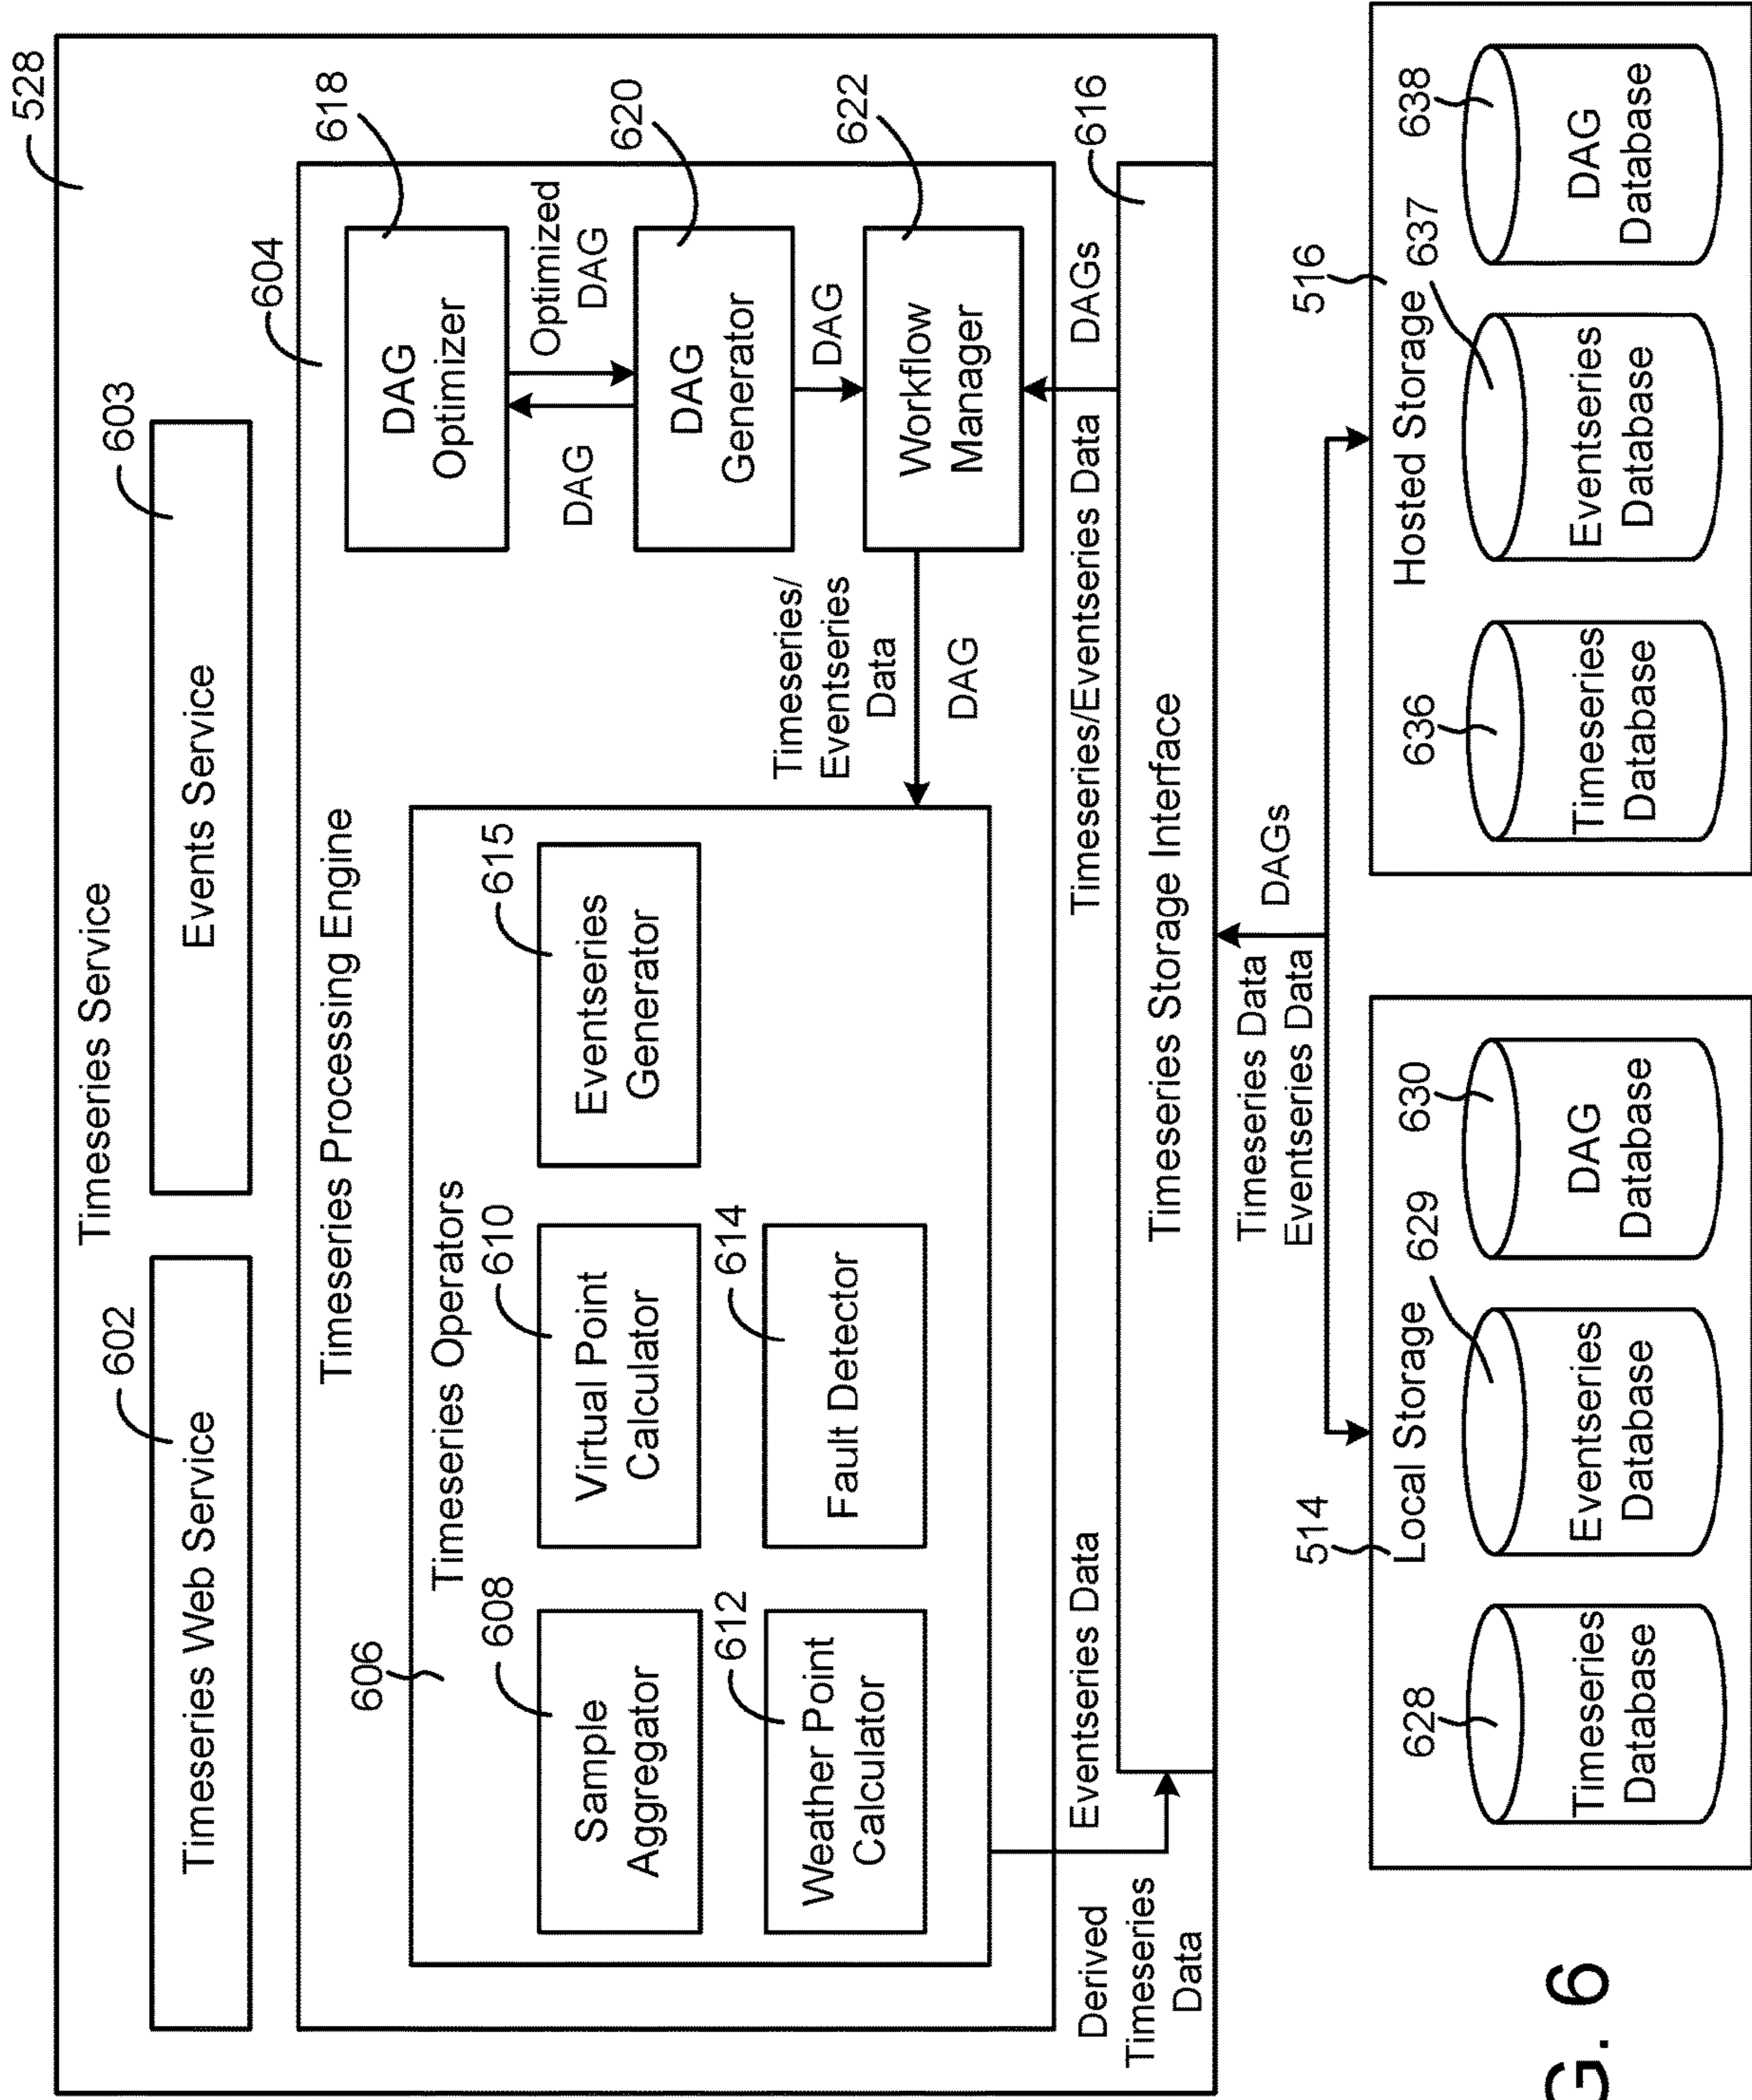 528
Timeseries Service
602
603
Timeseries Web Service
Events Service
604
Timeseries Processing Engine
606
Timeseries Operators
618
608
610
615
DAG
Optimizer
Sample
Aggregator
Virtual Point
Calculator
Eventseries
Generator
DAG
Optimized
DAG
620
612
614
DAG
Generator
Weather Point
Calculator
Fault Detector
Timeseries/
Eventseries
Data
DAG
622
DAG
Workflow
Manager
Derived
Timeseries
Data
Eventseries Data
Timeseries/Eventseries Data
DAGs
616
Timeseries Storage Interface
Timeseries Data
Eventseries Data
DAGs
514
Local Storage
516
Hosted Storage
628
629
630
636
637
638
Timeseries
Database
Eventseries
Database
DAG
Database
Timeseries
Database
Eventseries
Database
DAG
Database
G. 6